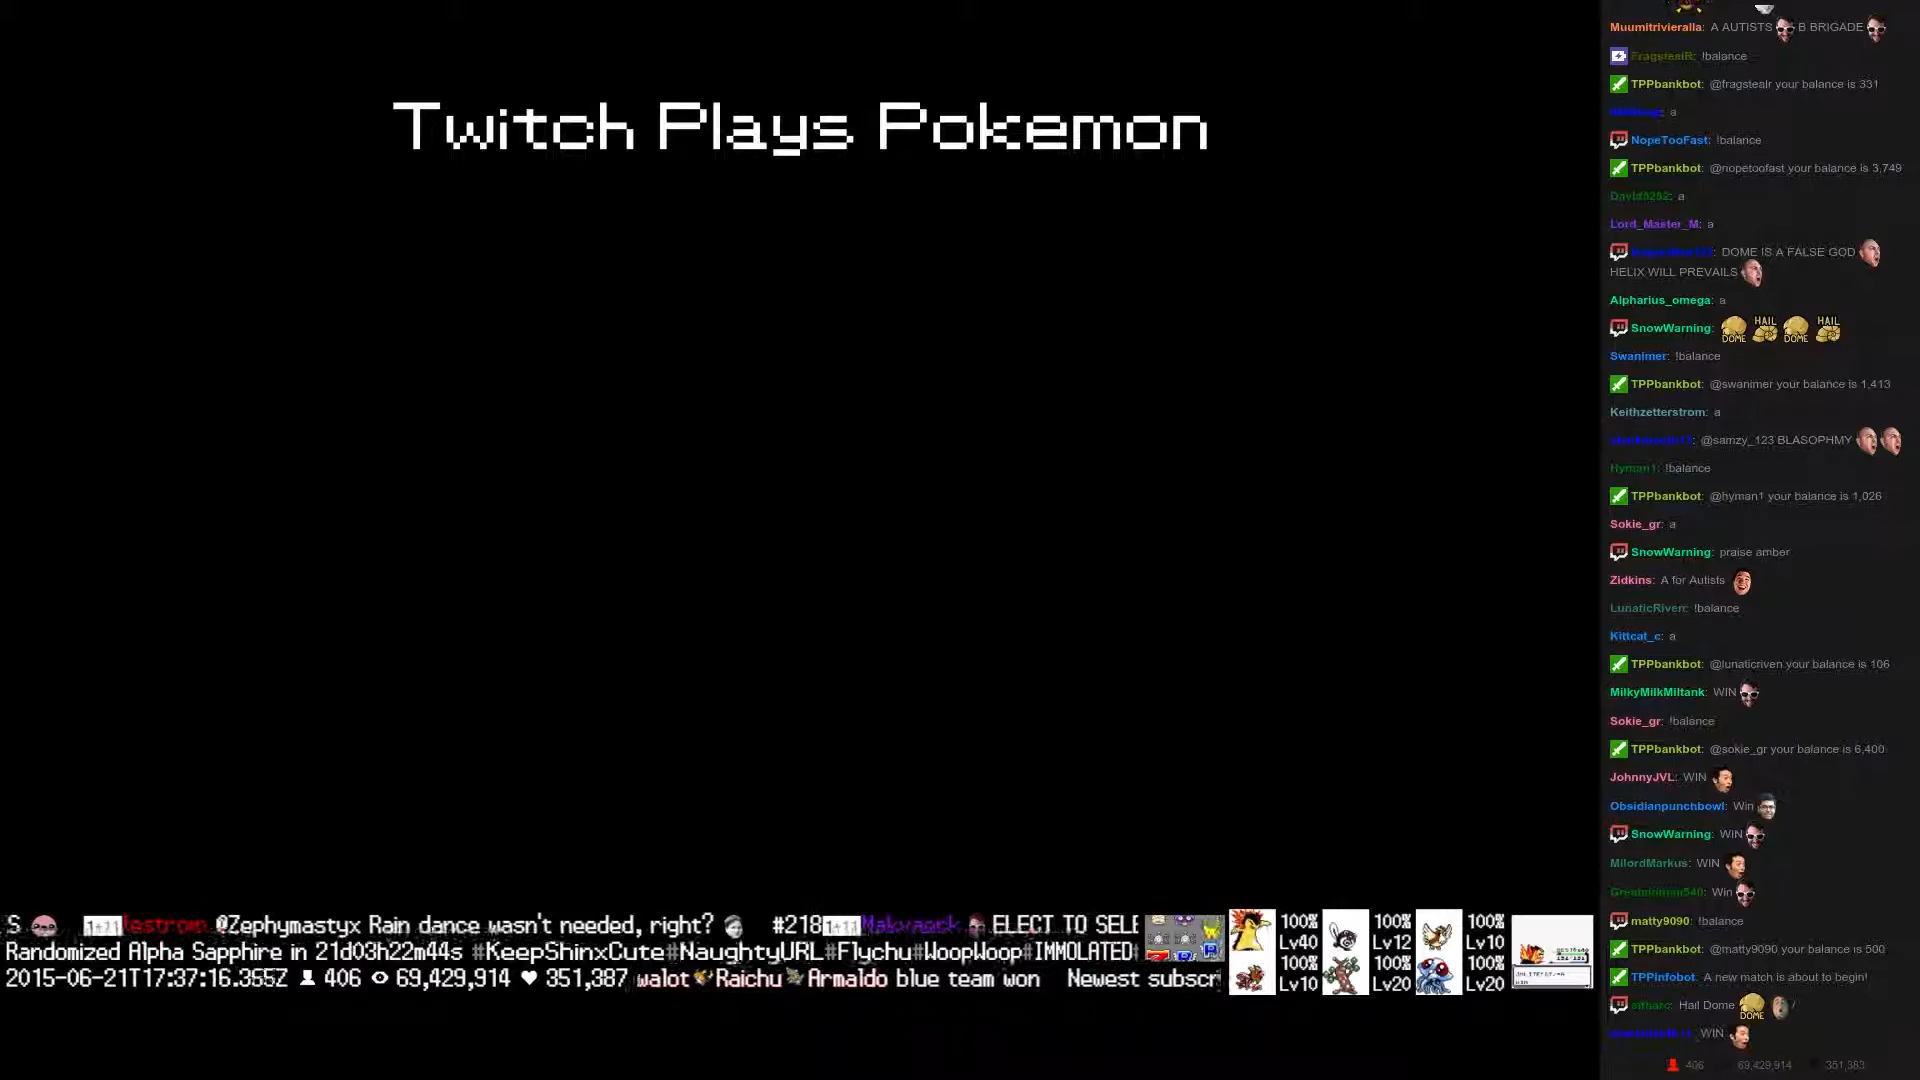 Twitch Plays Pokemon
S @Zephymastyx Rain dance wasn't needed, right? #218 ELECT TO SELE
Randomized Alpha Sapphire in 21d03h22m44s #KeepShinxCute#NaughtyURL#Flychu#WoopWoop#IMMOLATED
2015-06-21T17:37:16.355Z 406 69,429,914 351,387 walot Raichu Armaldo blue team won Newest subscr
100% 100% 100%
Lv40 Lv12 Lv10
100% 100% 100%
Lv10 Lv20 Lv20
Muumitrivieralla: A AUTISTS B BRIGADE
!balance
TPPbankbot: @fragstealr your balance is 331
a
NopeTooFast: !balance
TPPbankbot: @nopetoofast your balance is 3,749
a
Lord_Master_M: a
DOME IS A FALSE GOD
HELIX WILL PREVAILS
Alpharius_omega: a
SnowWarning: DOME HAIL DOME HAIL
Swanimer: !balance
TPPbankbot: @swanimer your balance is 1,413
Keithzetterstrom: a
@samzy_123 BLASOPHMY
Hyman1: !balance
TPPbankbot: @hyman1 your balance is 1,026
Sokie_gr: a
SnowWarning: praise amber
Zidkins: A for Autists
!balance
Kittcat_c: a
TPPbankbot: @lunaticriven your balance is 106
MilkyMilkMiltank: WIN
Sokie_gr: !balance
TPPbankbot: @sokie_gr your balance is 6,400
JohnnyJVL: WIN
Obsidianpunchbowl: Win
SnowWarning: WIN
MilordMarkus: WIN
Win
matty9090: !balance
TPPbankbot: @matty9090 your balance is 500
TPPinfobot: A new match is about to begin!
Hail Dome DOME /
WIN
406 69,429,914 351,383